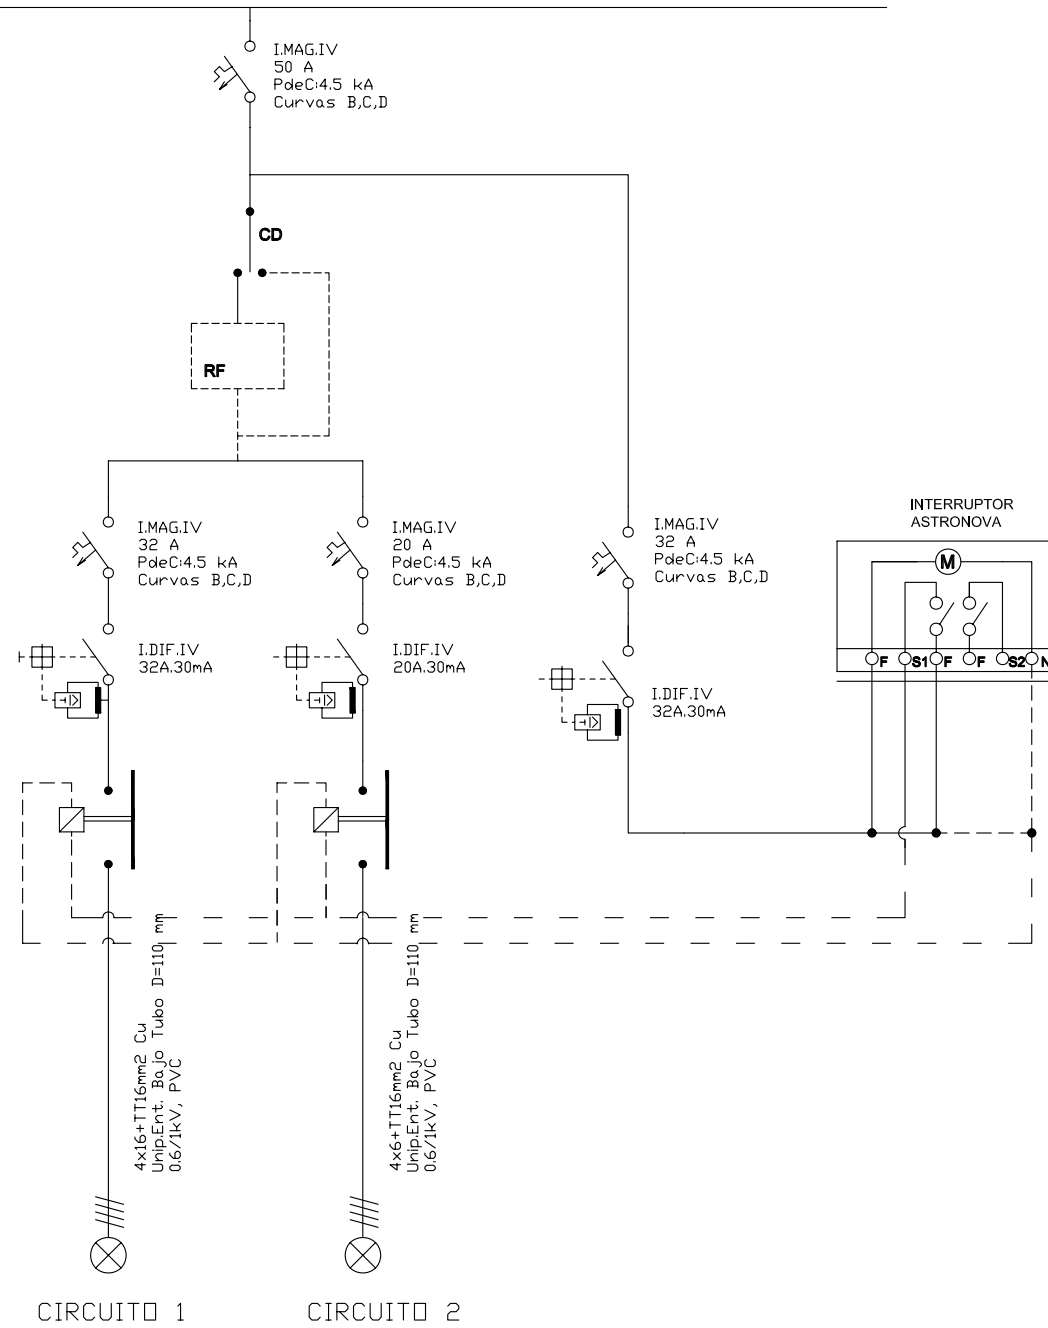 I.MAG.IV
50 A
PdeC:4.5 kA
Curvas B,C,D
CD
RF
I.MAG.IV
32 A
PdeC:4.5 kA
Curvas B,C,D
I.DIF.IV
32A.30mA
I.MAG.IV
20 A
PdeC:4.5 kA
Curvas B,C,D
I.DIF.IV
20A.30mA
I.MAG.IV
32 A
PdeC:4.5 kA
Curvas B,C,D
I.DIF.IV
32A.30mA
INTERRUPTOR
ASTRONOVA
M
F S1 F F S2 N
4x16+TT16mm2 Cu
Unip.Ent. Bajo Tubo D=110 mm
0.6/1kV, PVC
4x6+TT16mm2 Cu
Unip.Ent. Bajo Tubo D=110 mm
0.6/1kV, PVC
CIRCUITO 1
CIRCUITO 2